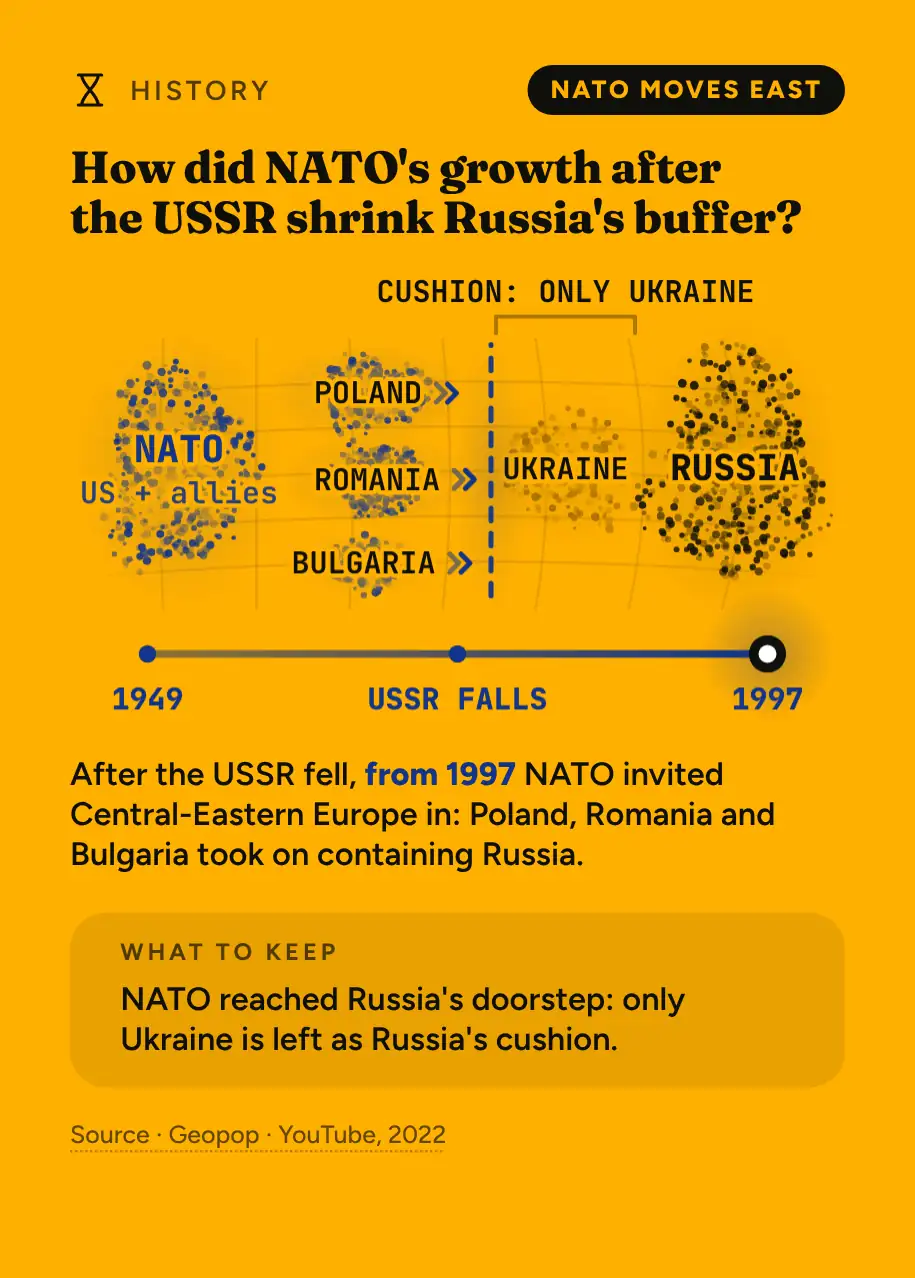 HISTORY
NATO MOVES EAST
How did NATO's growth after
the USSR shrink Russia's buffer?
CUSHION: ONLY UKRAINE
POLAND
NATO
US + allies
ROMANIA
UKRAINE
RUSSIA
BULGARIA
1949
USSR FALLS
1997
After the USSR fell, from 1997 NATO invited
Central-Eastern Europe in: Poland, Romania and
Bulgaria took on containing Russia.
WHAT TO KEEP
NATO reached Russia's doorstep: only
Ukraine is left as Russia's cushion.
Source · Geopop · YouTube, 2022